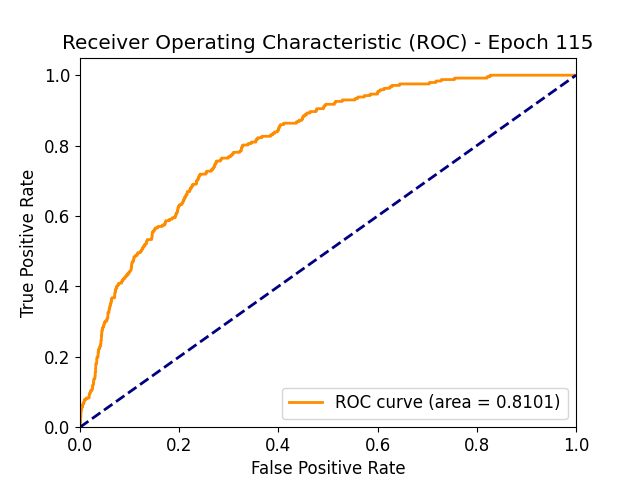 Receiver Operating Characteristic (ROC) - Epoch 115
1.0
0.8
0.6
0.4
0.2
0.0
True Positive Rate
ROC curve (area = 0.8101)
0.0 0.2 0.4 0.6 0.8 1.0
False Positive Rate